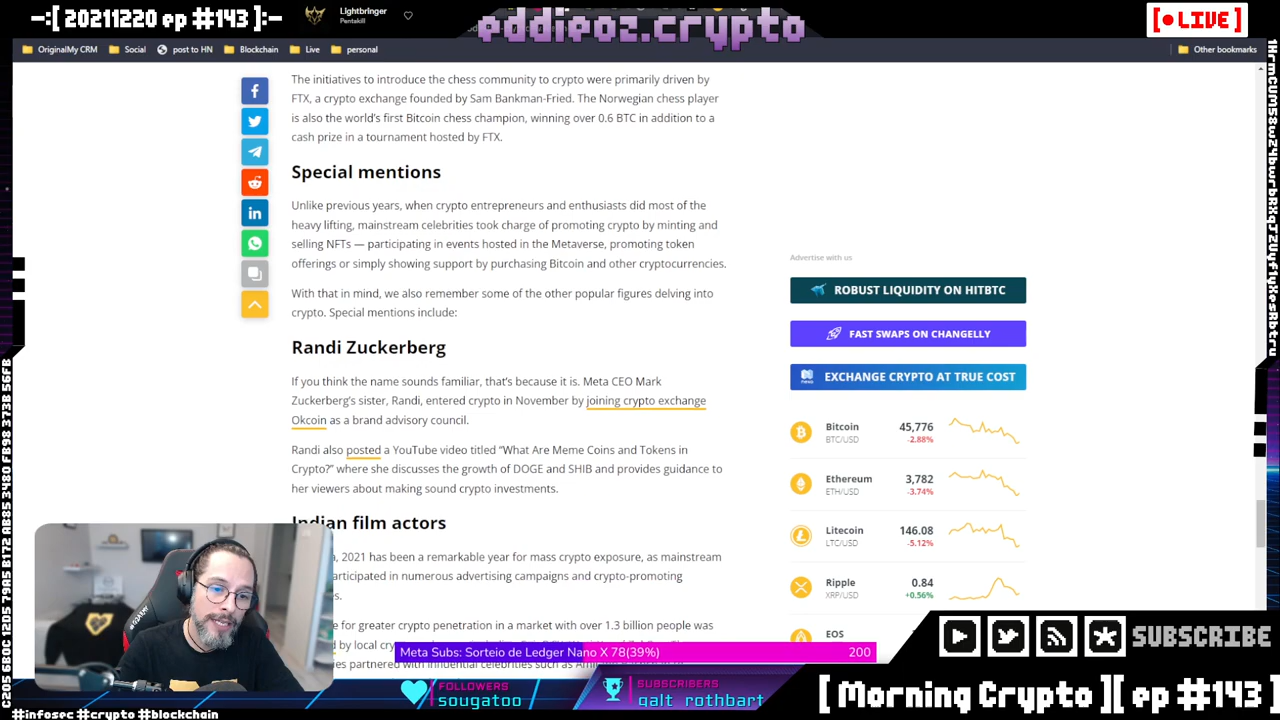 -:[ 20211220 ep #143 ]:-
Lightbringer
Pentskill
eddieoz.crypto
[ • LIVE ]
OriginalMy CRM
Social
post to HN
Blockchain
Live
personal
Other bookmarks
The initiatives to introduce the chess community to crypto were primarily driven by
FTX, a crypto exchange founded by Sam Bankman-Fried. The Norwegian chess player
is also the world's first Bitcoin chess champion, winning over 0.6 BTC in addition to a
cash prize in a tournament hosted by FTX.
Special mentions
Unlike previous years, when crypto entrepreneurs and enthusiasts did most of the
heavy lifting, mainstream celebrities took charge of promoting crypto by minting and
selling NFTs — participating in events hosted in the Metaverse, promoting token
offerings or simply showing support by purchasing Bitcoin and other cryptocurrencies.
With that in mind, we also remember some of the other popular figures delving into
crypto. Special mentions include:
Randi Zuckerberg
If you think the name sounds familiar, that's because it is. Meta CEO Mark
Zuckerberg's sister, Randi, entered crypto in November by joining crypto exchange
Okcoin as a brand advisory council.
Randi also posted a YouTube video titled “What Are Meme Coins and Tokens in
Crypto?” where she discusses the growth of DOGE and SHIB and provides guidance to
her viewers about making sound crypto investments.
Indian film actors
2021 has been a remarkable year for mass crypto exposure, as mainstream
participated in numerous advertising campaigns and crypto-promoting
for greater crypto penetration in a market with over 1.3 billion people was
by local
partnered with influential celebrities such as
Advertise with us
ROBUST LIQUIDITY ON HITBTC
FAST SWAPS ON CHANGELLY
EXCHANGE CRYPTO AT TRUE COST
Bitcoin 45,776
BTC/USD -2.88%
Ethereum 3,782
ETH/USD -3.74%
Litecoin 146.08
LTC/USD -5.12%
Ripple 0.84
XRP/USD +0.56%
EOS
Meta Subs: Sorteio de Ledger Nano X 78(39%) 200
FOLLOWERS
sougatoo
SUBSCRIBERS
galt_rothbart
SUBSCRIBE
[ Morning Crypto ][ ep #143 ]
#infosec #crypto #blockchain